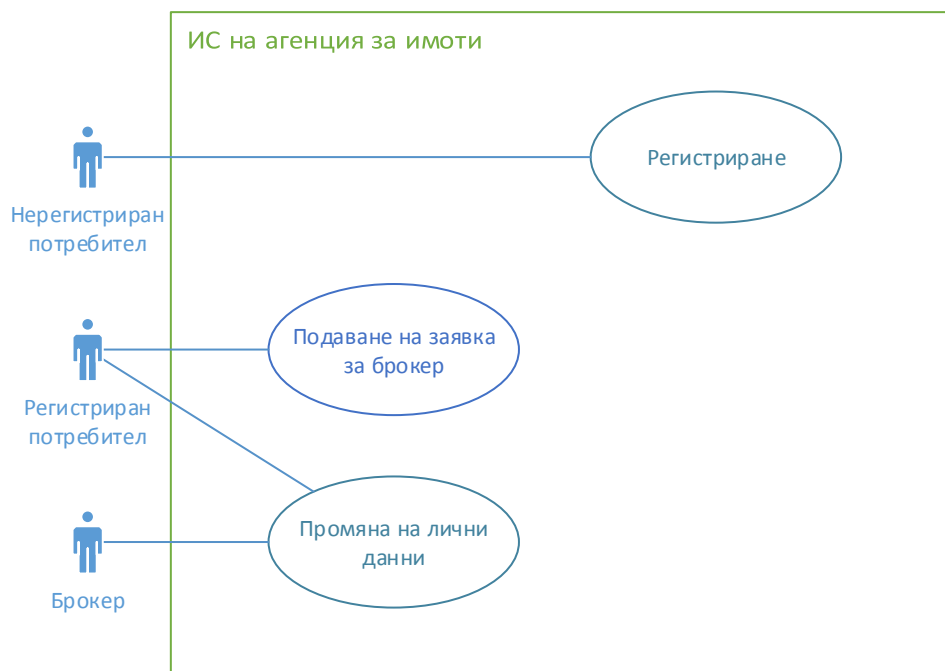 ИС на агенция за имоти
Регистриране
Нерегистриран
потребител
Подаване на заявка
за брокер
Регистриран
потребител
Промяна на лични
данни
Брокер